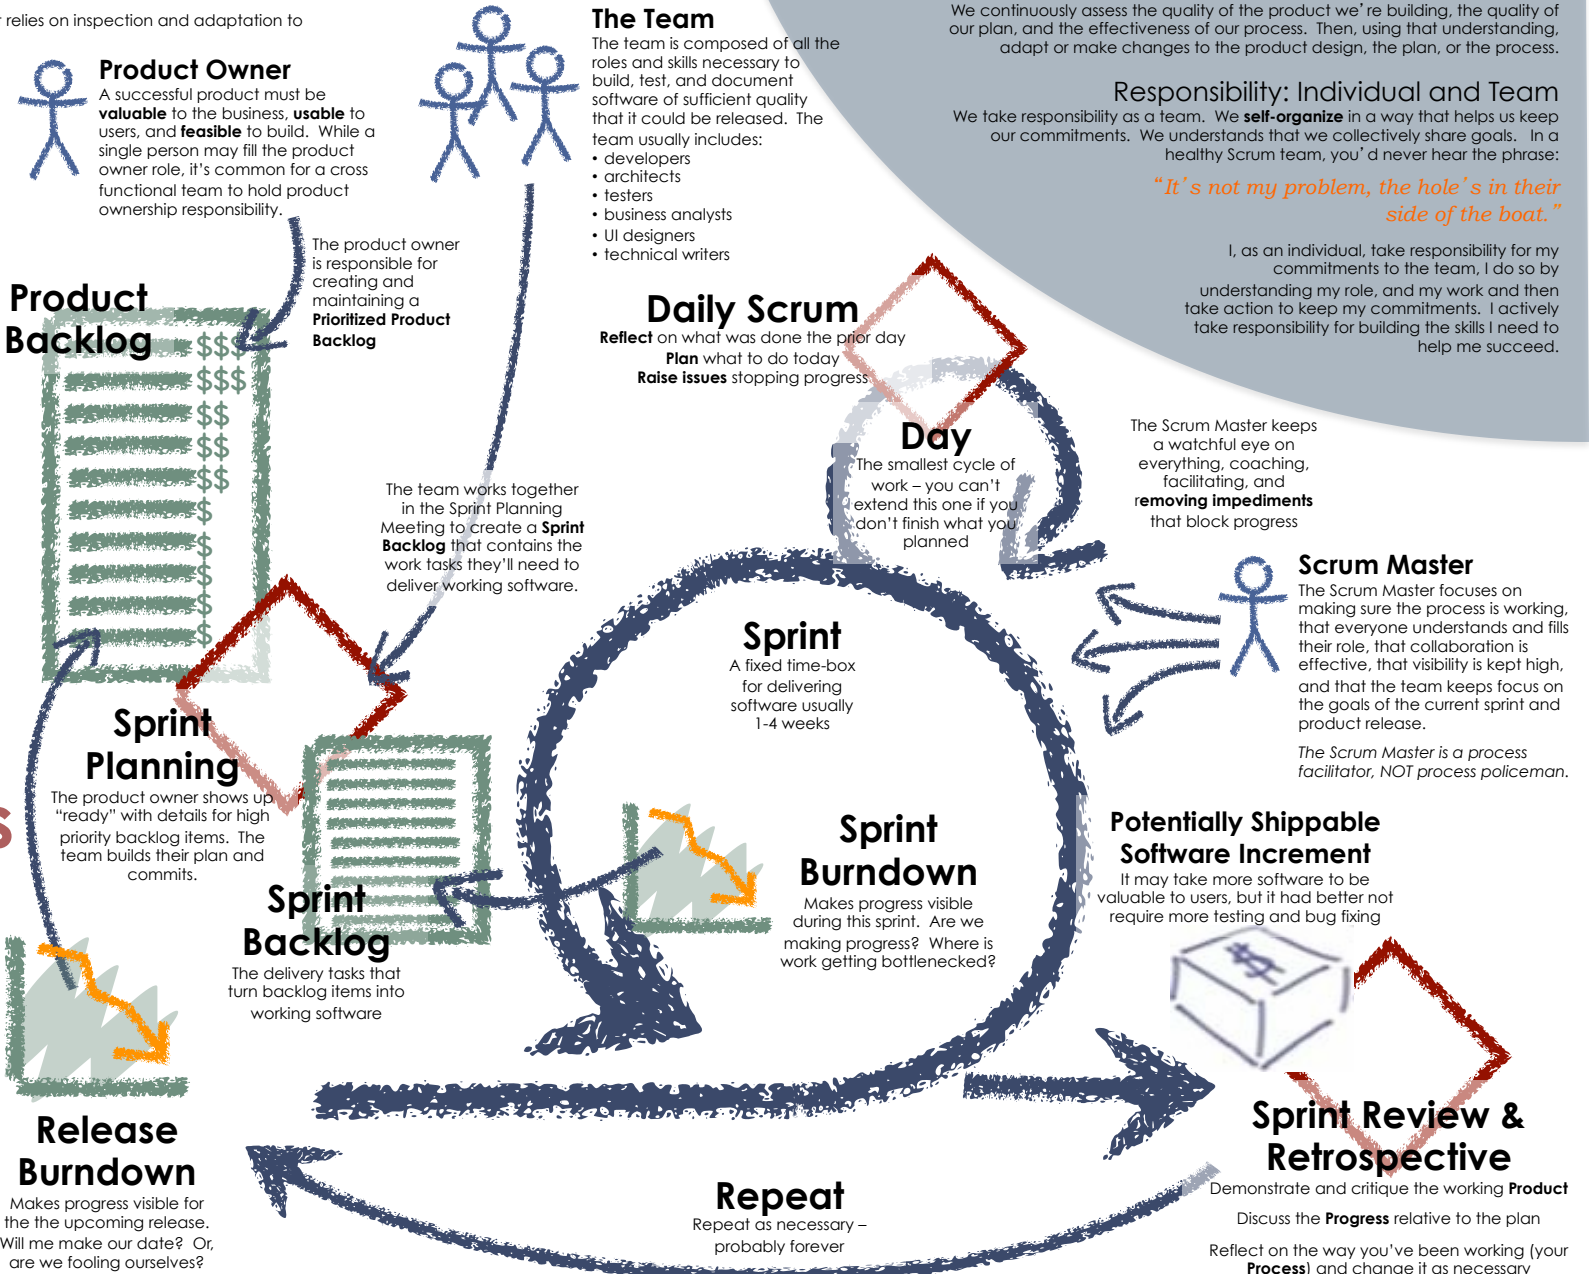 relies on inspection and adaptation to
Product Owner
A successful product must be
valuable to the business, usable to
users, and feasible to build. While a
single person may fill the product
owner role, it's common for a cross
functional team to hold product
ownership responsibility.
The Team
The team is composed of all the
roles and skills necessary to
build, test, and document
software of sufficient quality
that it could be released. The
team usually includes:
• developers
• architects
• testers
• business analysts
• UI designers
• technical writers
We continuously assess the quality of the product we're building, the quality of
our plan, and the effectiveness of our process. Then, using that understanding,
adapt or make changes to the product design, the plan, or the process.
Responsibility: Individual and Team
We take responsibility as a team. We self-organize in a way that helps us keep
our commitments. We understands that we collectively share goals. In a
healthy Scrum team, you'd never hear the phrase:
"It's not my problem, the hole's in their
side of the boat."
I, as an individual, take responsibility for my
commitments to the team, I do so by
understanding my role, and my work and then
take action to keep my commitments. I actively
take responsibility for building the skills I need to
help me succeed.
The product owner
is responsible for
creating and
maintaining a
Prioritized Product
Backlog
Product
Backlog
$$$
$$$
$$
$$
$$
$
$
$
$
$
Daily Scrum
Reflect on what was done the prior day
Plan what to do today
Raise issues stopping progress
Day
The smallest cycle of
work – you can't
extend this one if you
don't finish what you
planned
The Scrum Master keeps
a watchful eye on
everything, coaching,
facilitating, and
removing impediments
that block progress
The team works together
in the Sprint Planning
Meeting to create a Sprint
Backlog that contains the
work tasks they'll need to
deliver working software.
Scrum Master
The Scrum Master focuses on
making sure the process is working,
that everyone understands and fills
their role, that collaboration is
effective, that visibility is kept high,
and that the team keeps focus on
the goals of the current sprint and
product release.
The Scrum Master is a process
facilitator, NOT process policeman.
Sprint
A fixed time-box
for delivering
software usually
1-4 weeks
Sprint
Planning
The product owner shows up
"ready" with details for high
priority backlog items. The
team builds their plan and
commits.
s
Sprint
Backlog
The delivery tasks that
turn backlog items into
working software
Sprint
Burndown
Makes progress visible
during this sprint. Are we
making progress? Where is
work getting bottlenecked?
Potentially Shippable
Software Increment
It may take more software to be
valuable to users, but it had better not
require more testing and bug fixing
$
Release
Burndown
Makes progress visible for
the the upcoming release.
Will me make our date? Or,
are we fooling ourselves?
Repeat
Repeat as necessary –
probably forever
Sprint Review &
Retrospective
Demonstrate and critique the working Product
Discuss the Progress relative to the plan
Reflect on the way you've been working (your
Process) and change it as necessary